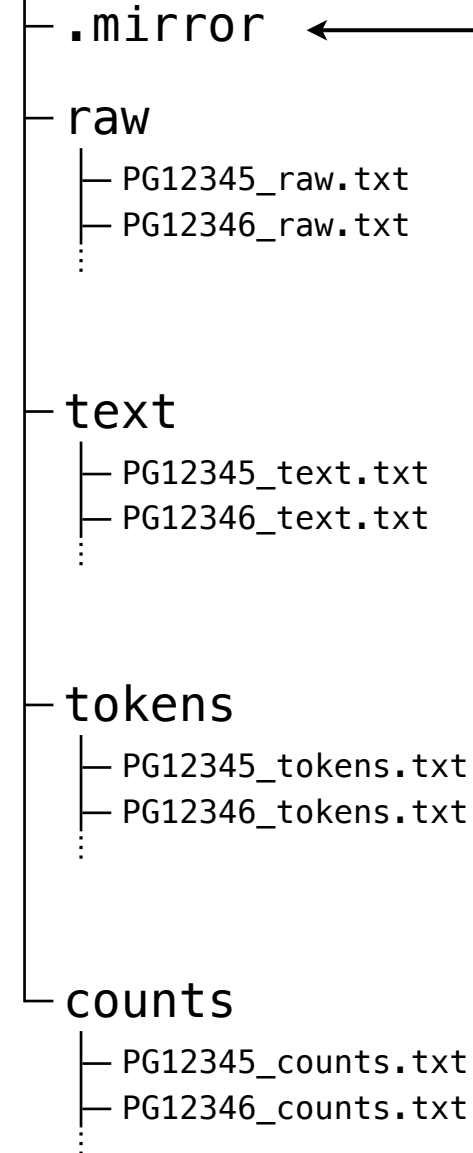 .mirror
raw
PG12345_raw.txt
PG12346_raw.txt
text
PG12345_text.txt
PG12346_text.txt
tokens
PG12345_tokens.txt
PG12346_tokens.txt
counts
PG12345_counts.txt
PG12346_counts.txt